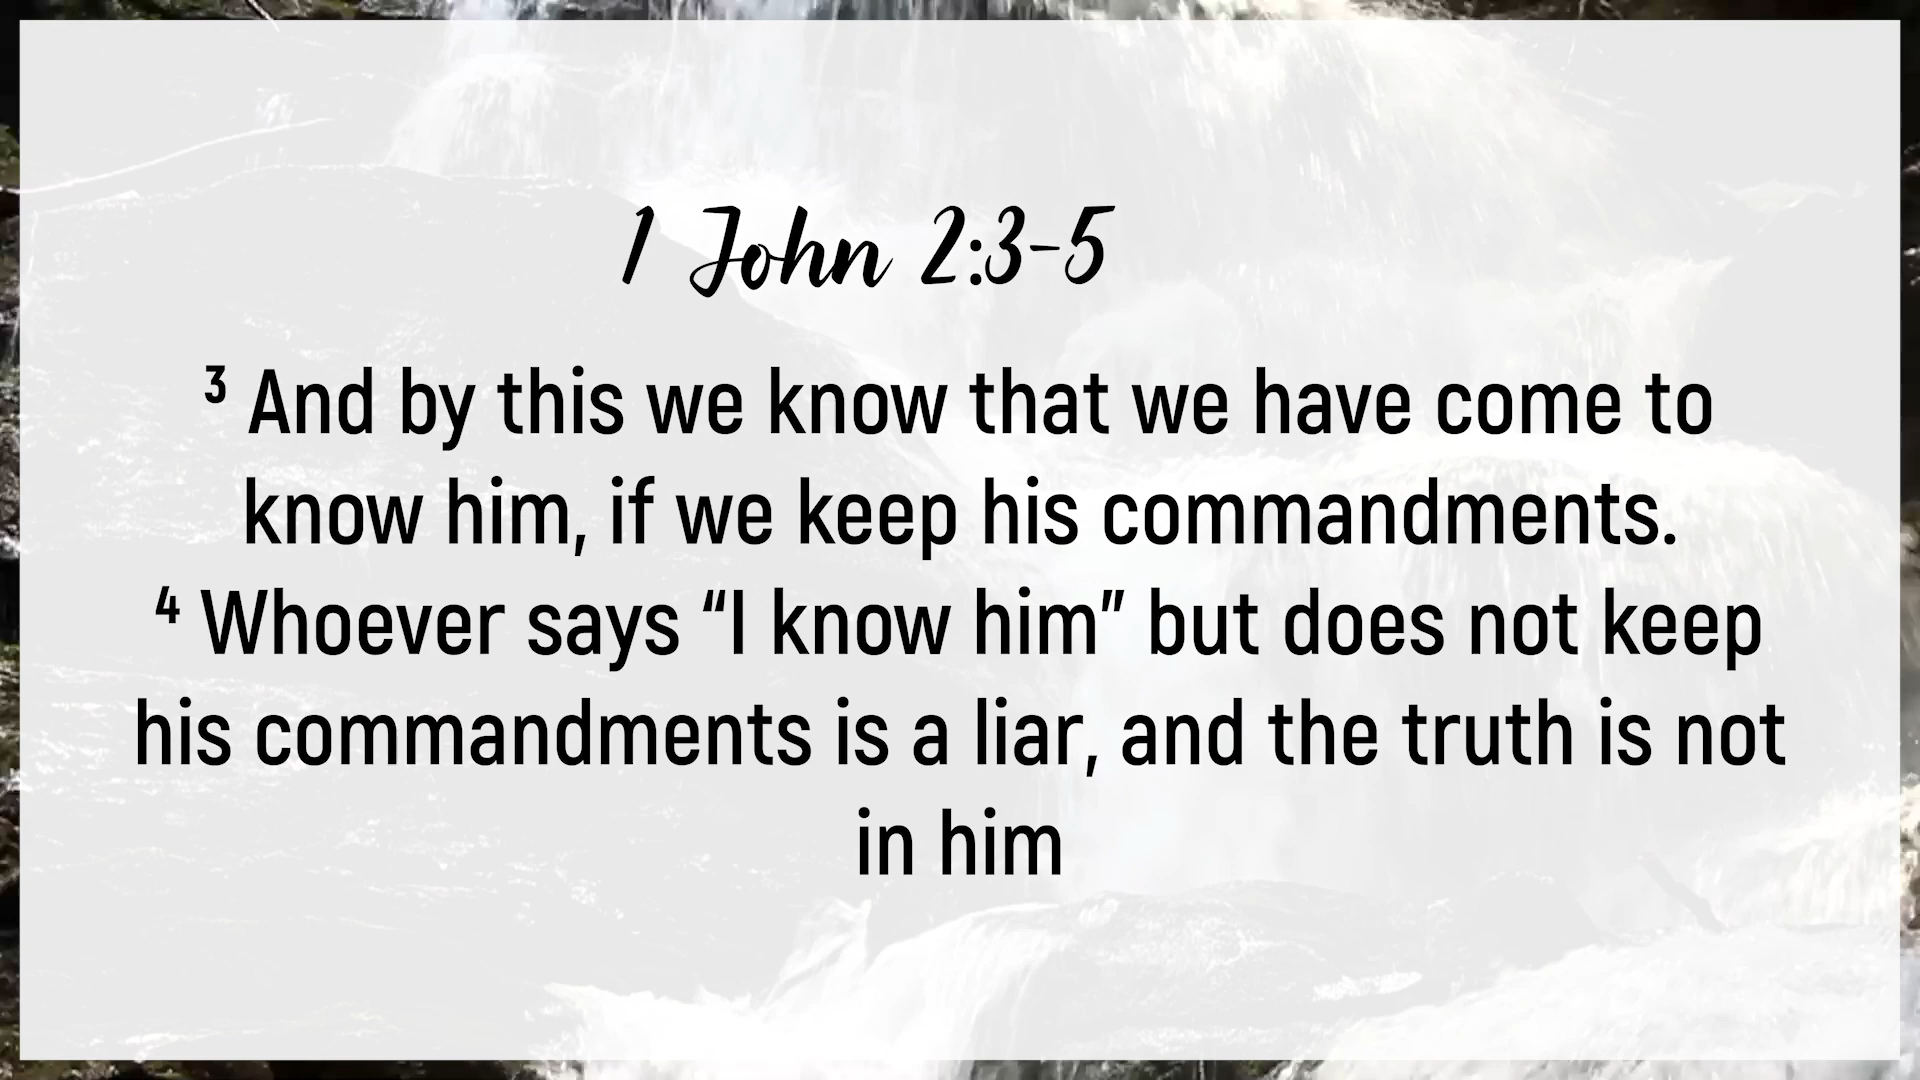 1 John 2:3-5
³ And by this we know that we have come to
know him, if we keep his commandments.
⁴ Whoever says “I know him” but does not keep
his commandments is a liar, and the truth is not
in him